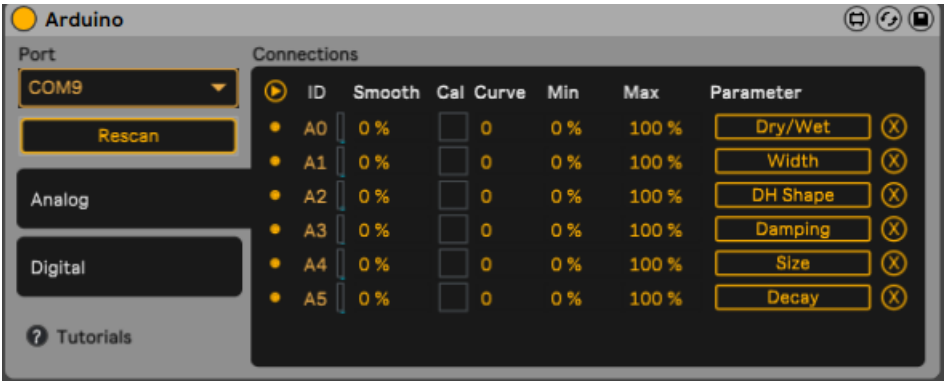 Arduino
Port
Connections
COM9
ID Smooth Cal Curve Min Max Parameter
Rescan
A0 0 % 0 0 % 100 % Dry/Wet X
A1 0 % 0 0 % 100 % Width X
Analog
A2 0 % 0 0 % 100 % DH Shape X
A3 0 % 0 0 % 100 % Damping X
Digital
A4 0 % 0 0 % 100 % Size X
A5 0 % 0 0 % 100 % Decay X
? Tutorials